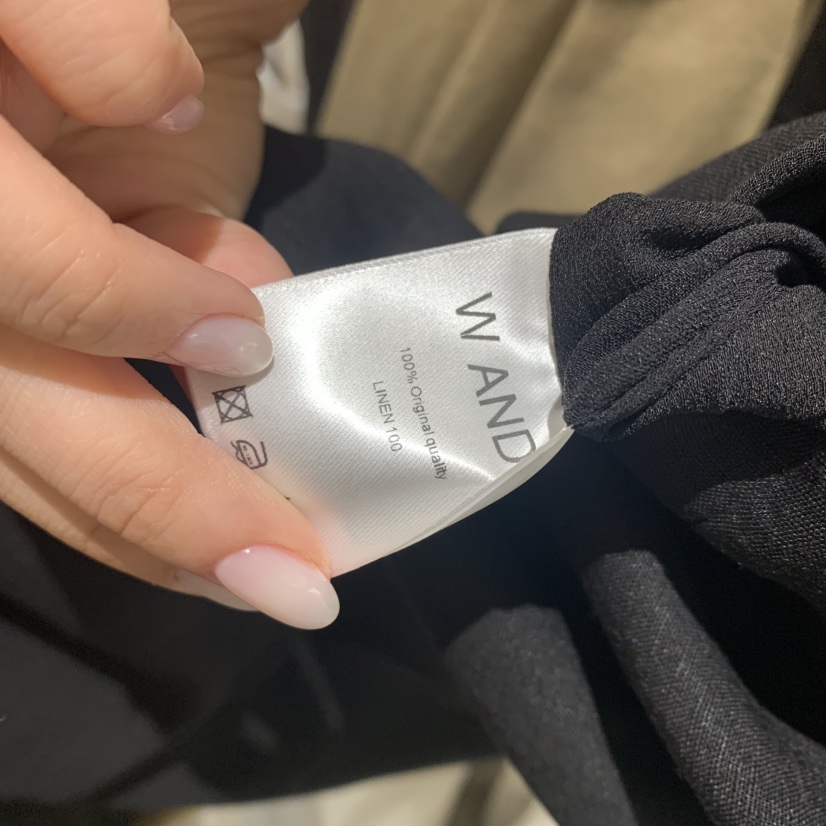 W AND
100% Original quality
LINEN 100